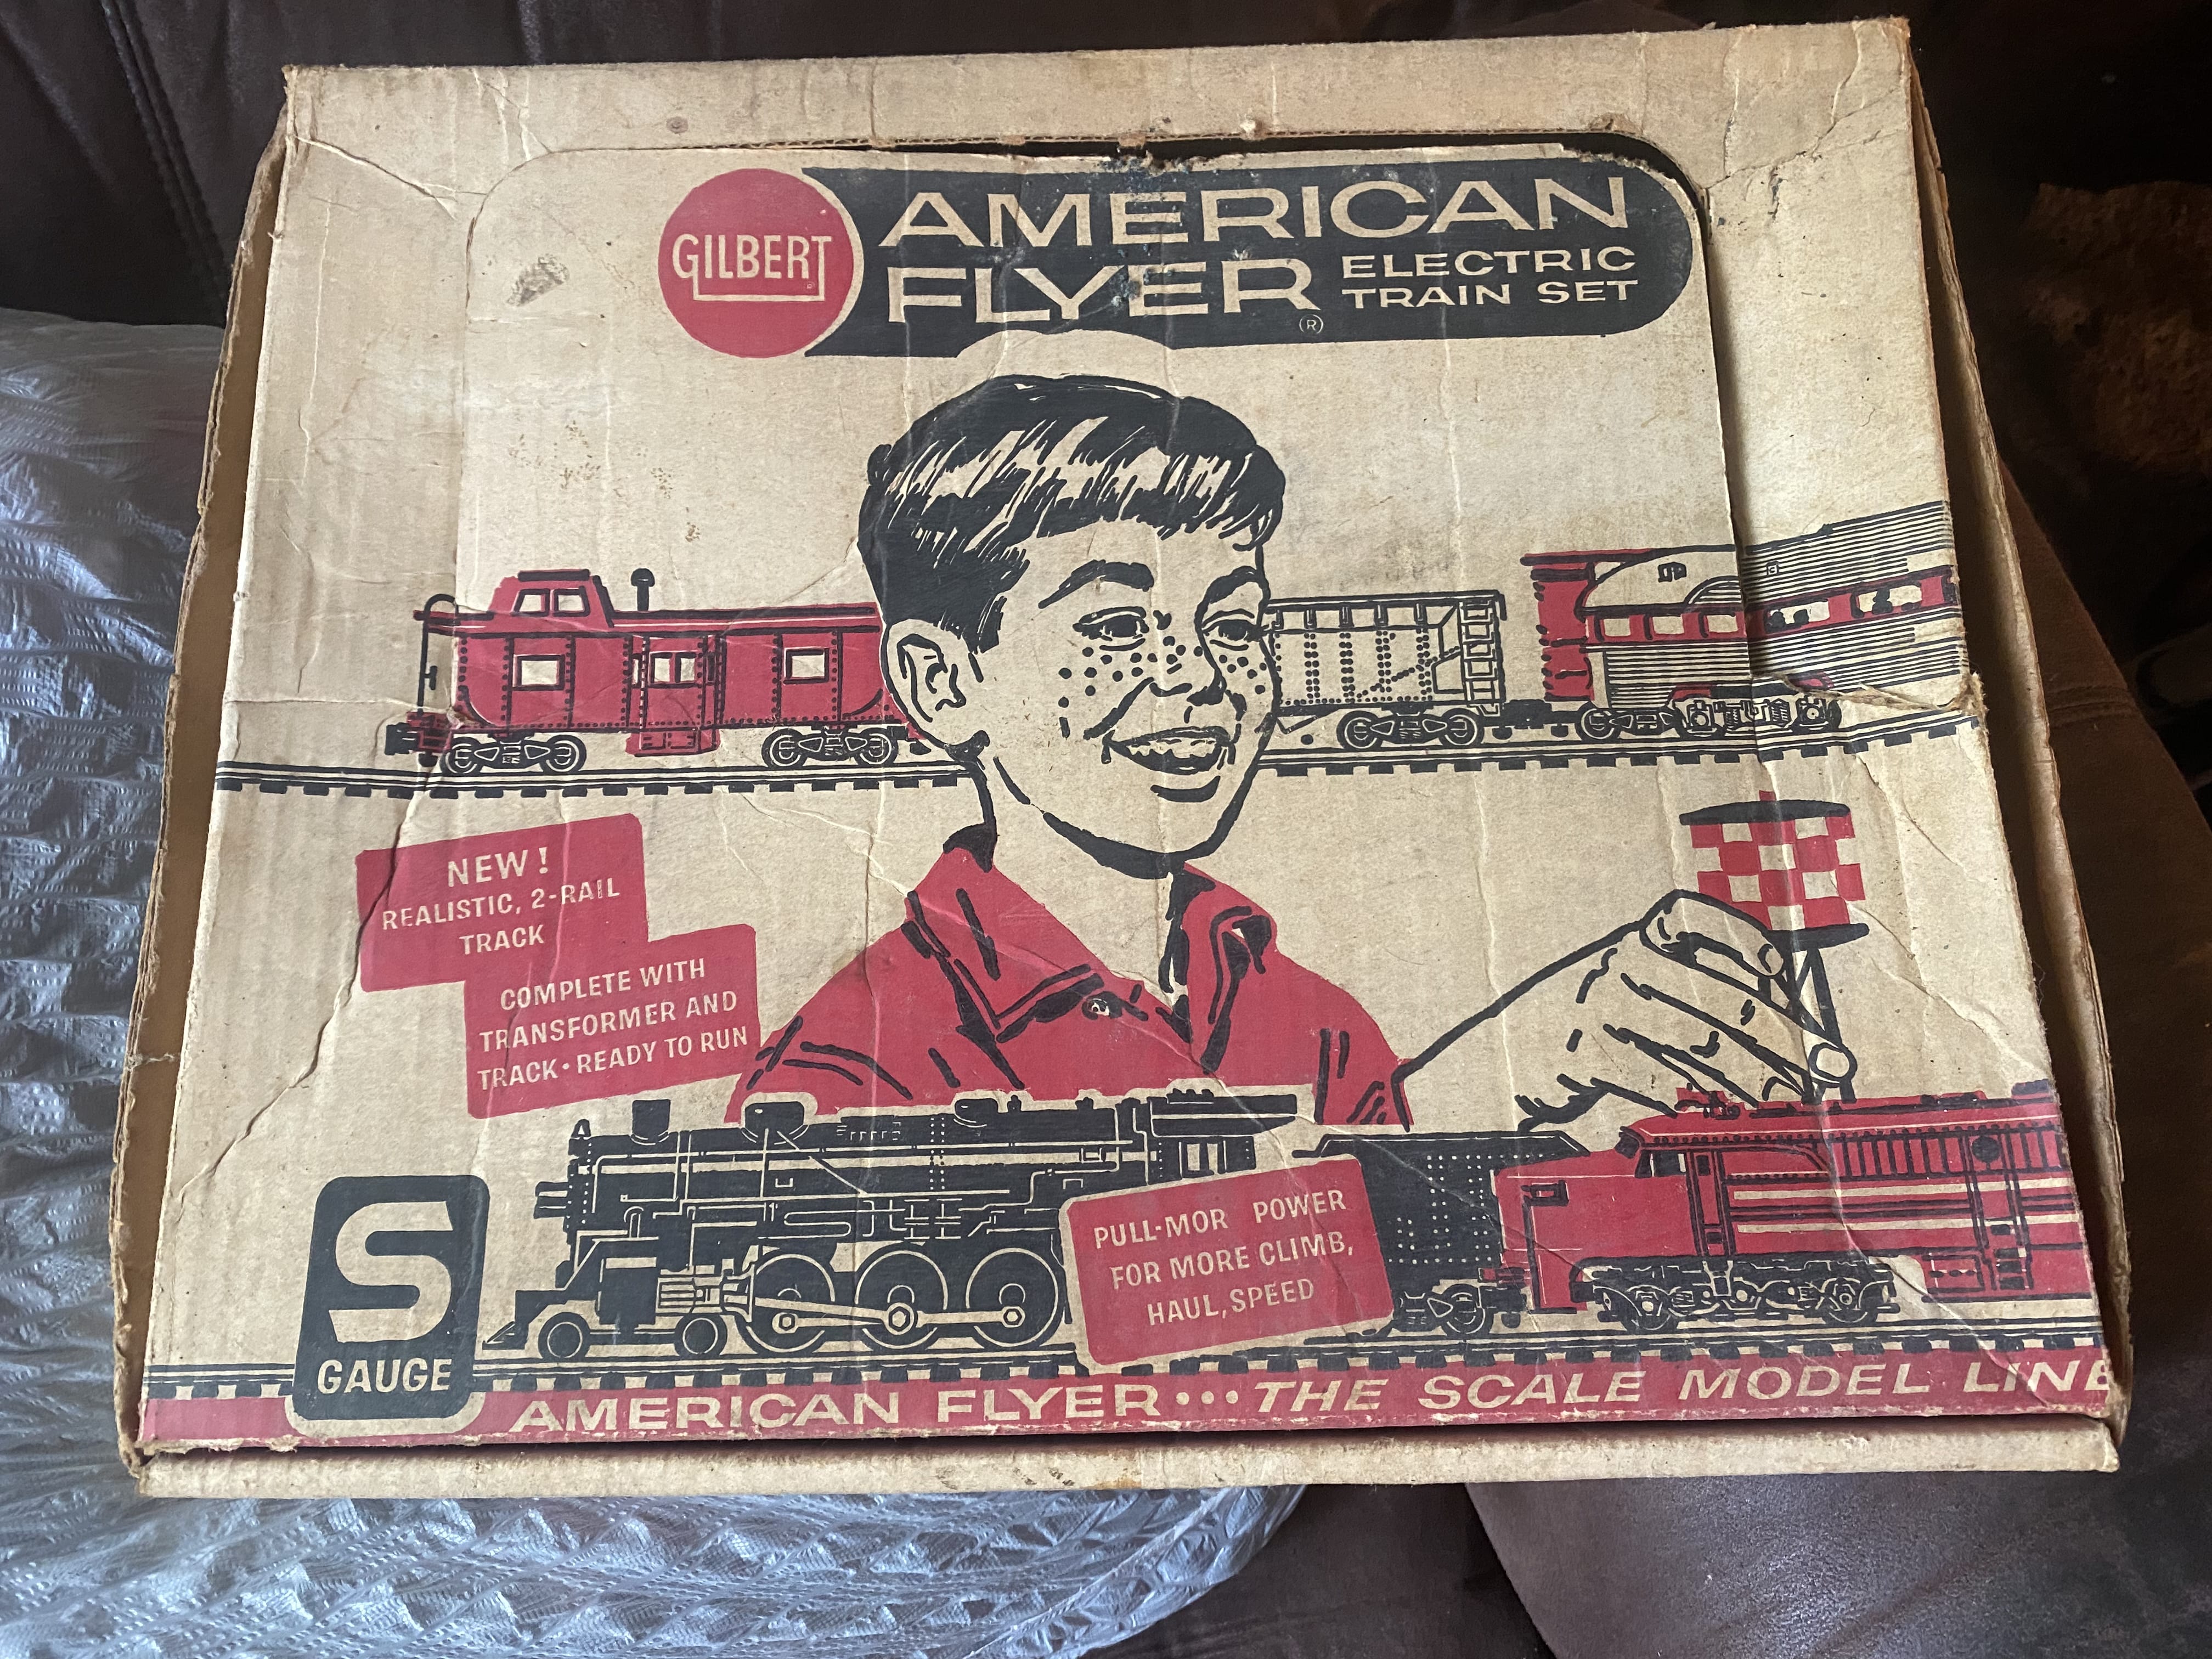 GILBERT
AMERICAN
FLYER ELECTRIC
TRAIN SET
®
NEW!
REALISTIC, 2-RAIL
TRACK
COMPLETE WITH
TRANSFORMER AND
TRACK • READY TO RUN
PULL-MOR POWER
FOR MORE CLIMB,
HAUL, SPEED
S
GAUGE
AMERICAN FLYER ••• THE SCALE MODEL LINE